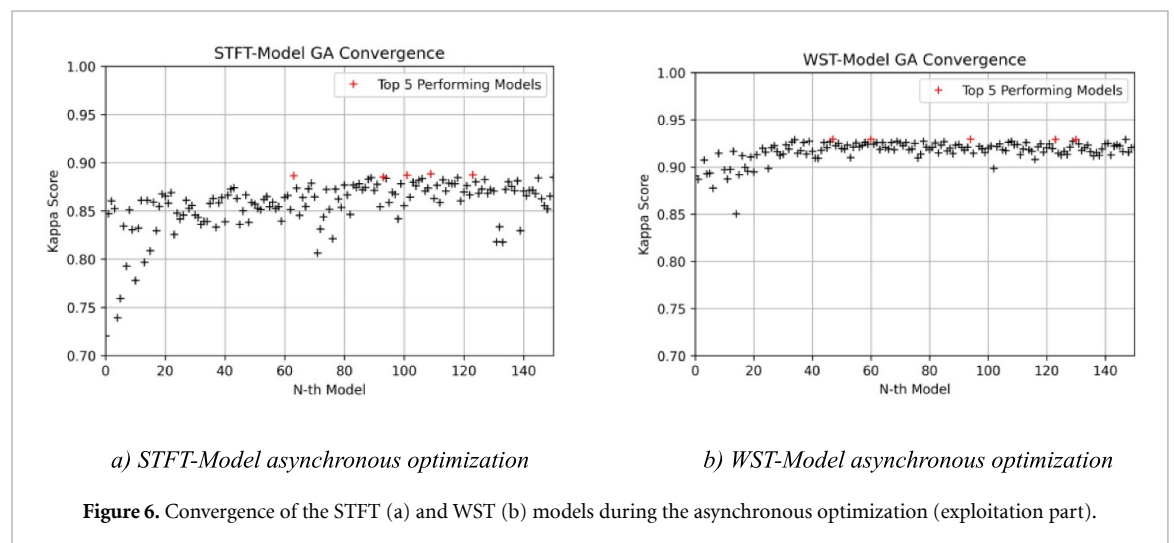 STFT-Model GA Convergence
1.00
0.95
0.90
0.85
0.80
0.75
0.70
Kappa Score
Top 5 Performing Models
0 20 40 60 80 100 120 140
N-th Model
a) STFT-Model asynchronous optimization
WST-Model GA Convergence
1.00
0.95
0.90
0.85
0.80
0.75
0.70
Kappa Score
Top 5 Performing Models
0 20 40 60 80 100 120 140
N-th Model
b) WST-Model asynchronous optimization
Figure 6. Convergence of the STFT (a) and WST (b) models during the asynchronous optimization (exploitation part).